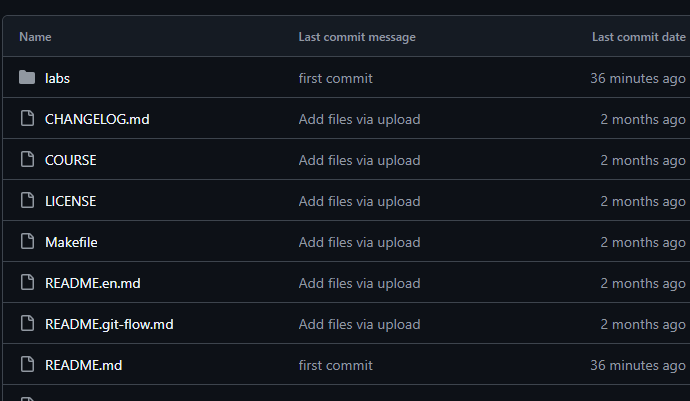 Name Last commit message Last commit date
labs first commit 36 minutes ago
CHANGELOG.md Add files via upload 2 months ago
COURSE Add files via upload 2 months ago
LICENSE Add files via upload 2 months ago
Makefile Add files via upload 2 months ago
README.en.md Add files via upload 2 months ago
README.git-flow.md Add files via upload 2 months ago
README.md first commit 36 minutes ago